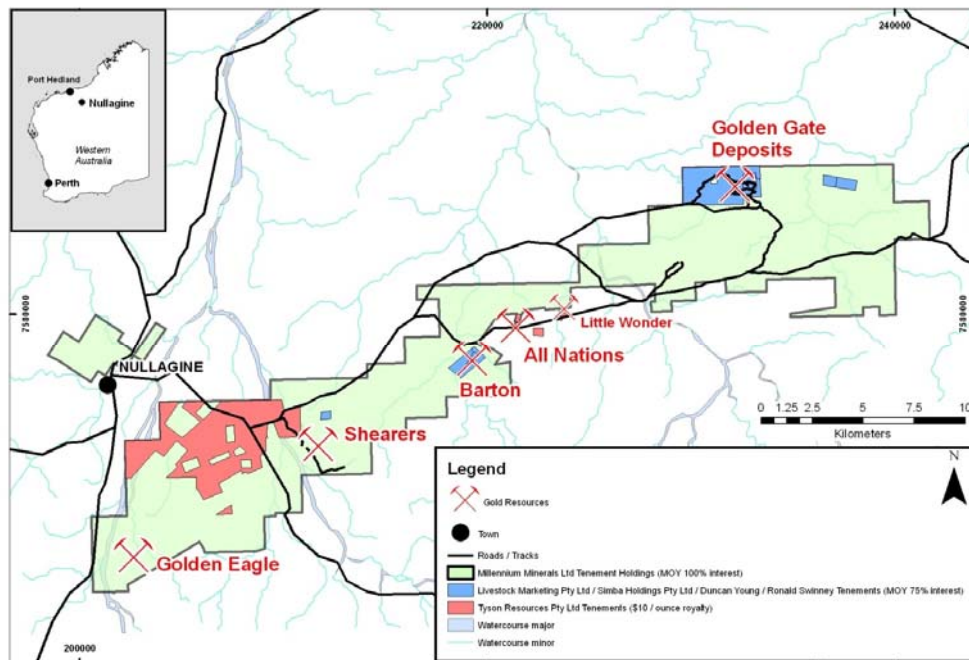 220000
240000
Port Hedland
Nullagine
Western
Australia
Perth
Golden Gate
Deposits
7580000
7580000
Little Wonder
All Nations
NULLAGINE
Barton
Shearers
Golden Eagle
200000
0 1.25 2.5 5 7.5 10
Kilometers
N
Legend
Gold Resources
Town
Roads / Tracks
Millennium Minerals Ltd Tenement Holdings (MOY 100% interest)
Livestock Marketing Pty Ltd / Simba Holdings Pty Ltd / Duncan Young / Ronald Swinney Tenements (MOY 75% interest)
Tyson Resources Pty Ltd Tenements ($10 / ounce royalty)
Watercourse major
Watercourse minor